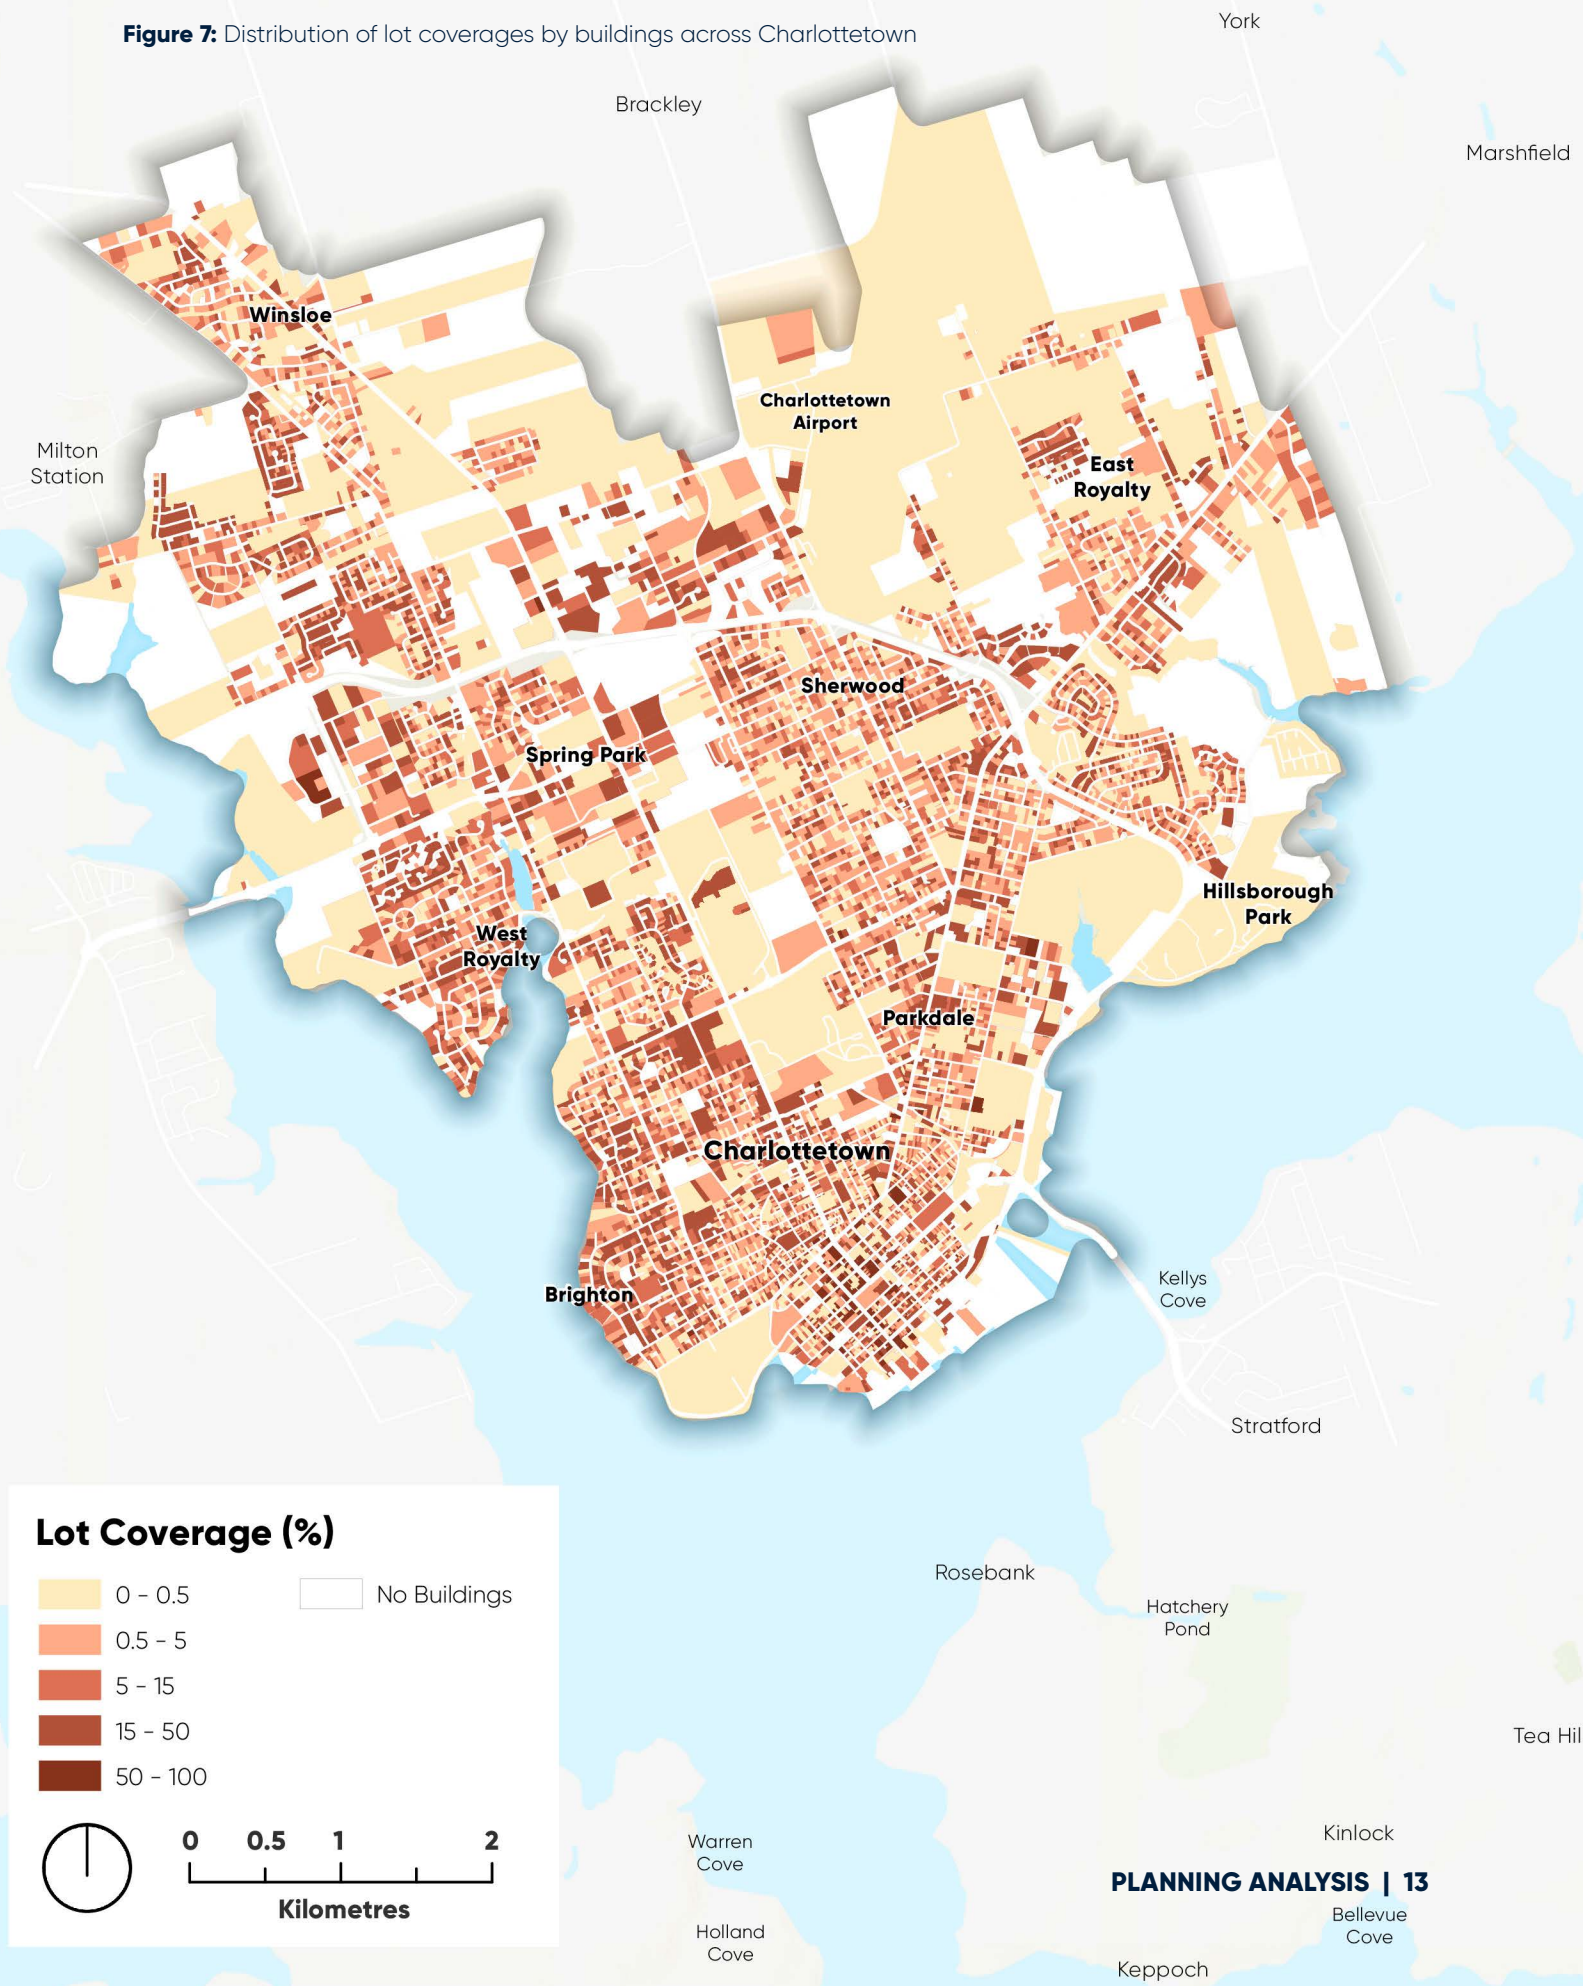 Figure 7: Distribution of lot coverages by buildings across Charlottetown
York
Brackley
Marshfield
Winsloe
Charlottetown
Airport
Milton
Station
East
Royalty
Sherwood
Spring Park
Hillsborough
Park
West
Royalty
Parkdale
Charlottetown
Brighton
Kellys
Cove
Stratford
Lot Coverage (%)
0 - 0.5
No Buildings
0.5 - 5
5 - 15
15 - 50
50 - 100
0 0.5 1 2
Kilometres
Rosebank
Hatchery
Pond
Tea Hil
Warren
Cove
Kinlock
PLANNING ANALYSIS | 13
Bellevue
Cove
Holland
Cove
Keppoch